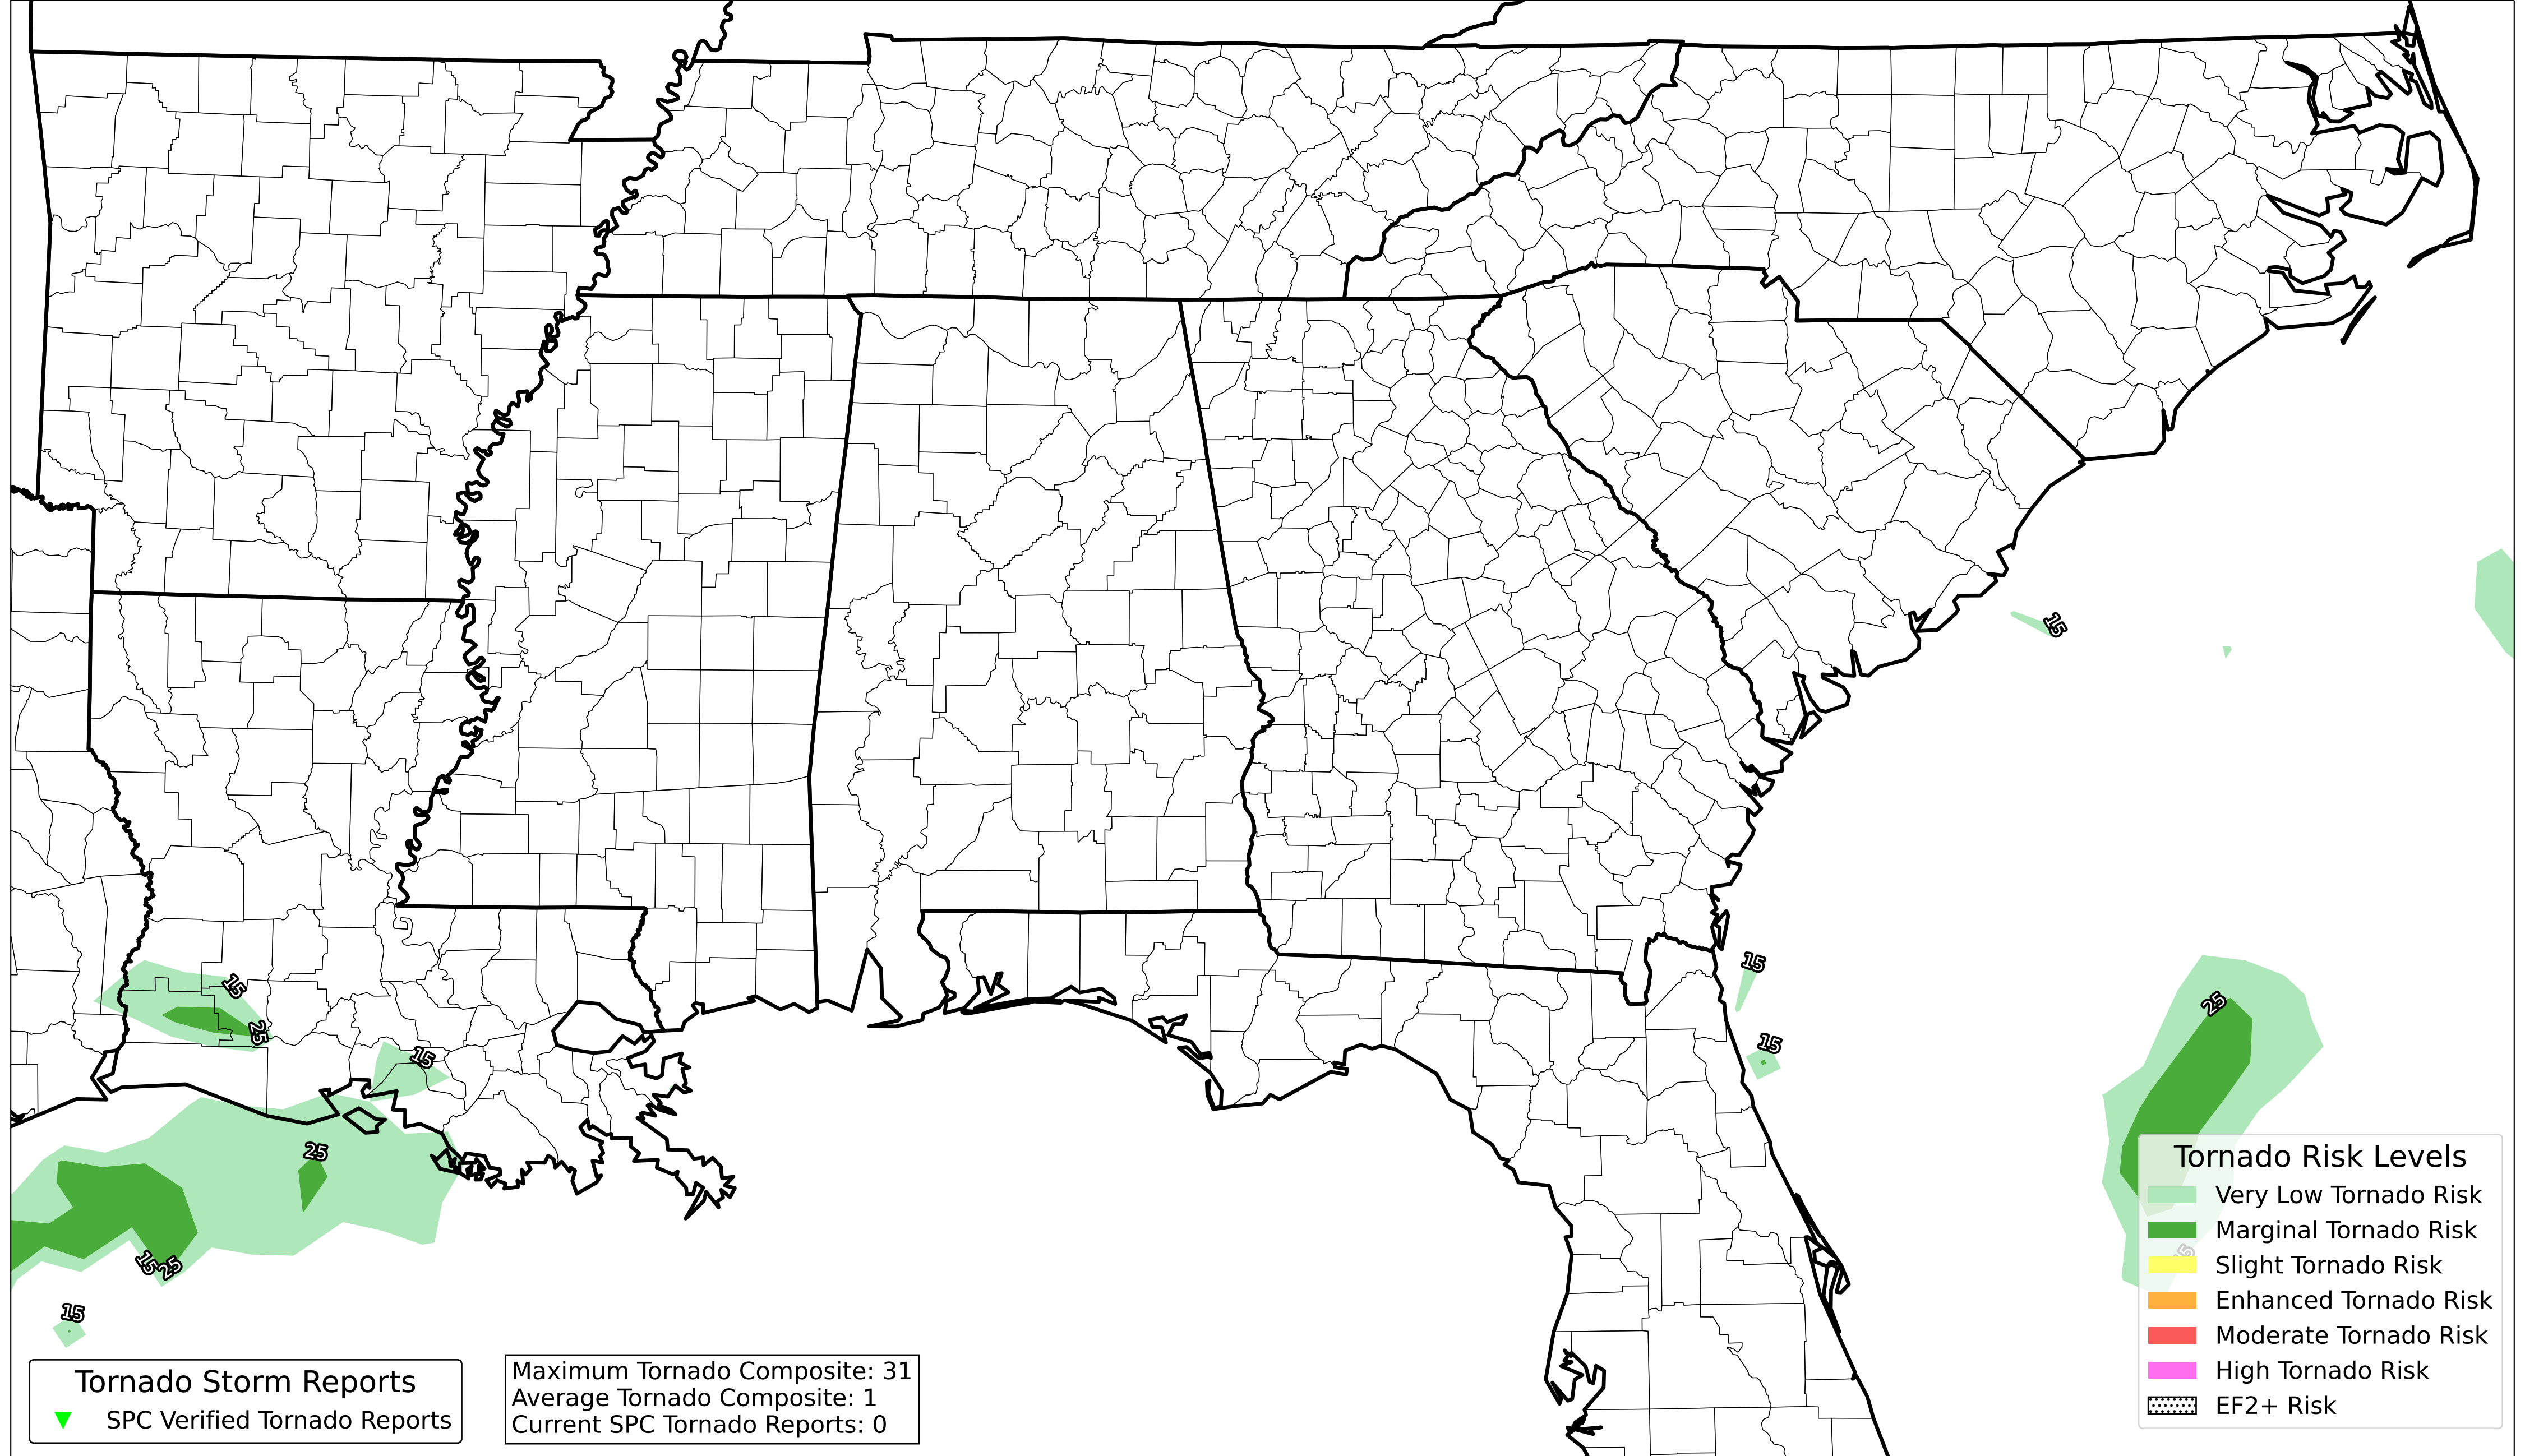 15
15
25
15
15
25
15
15
25
15
25
15
Tornado Risk Levels
Very Low Tornado Risk
Marginal Tornado Risk
Slight Tornado Risk
Enhanced Tornado Risk
Moderate Tornado Risk
High Tornado Risk
EF2+ Risk
Tornado Storm Reports
SPC Verified Tornado Reports
Maximum Tornado Composite: 31
Average Tornado Composite: 1
Current SPC Tornado Reports: 0